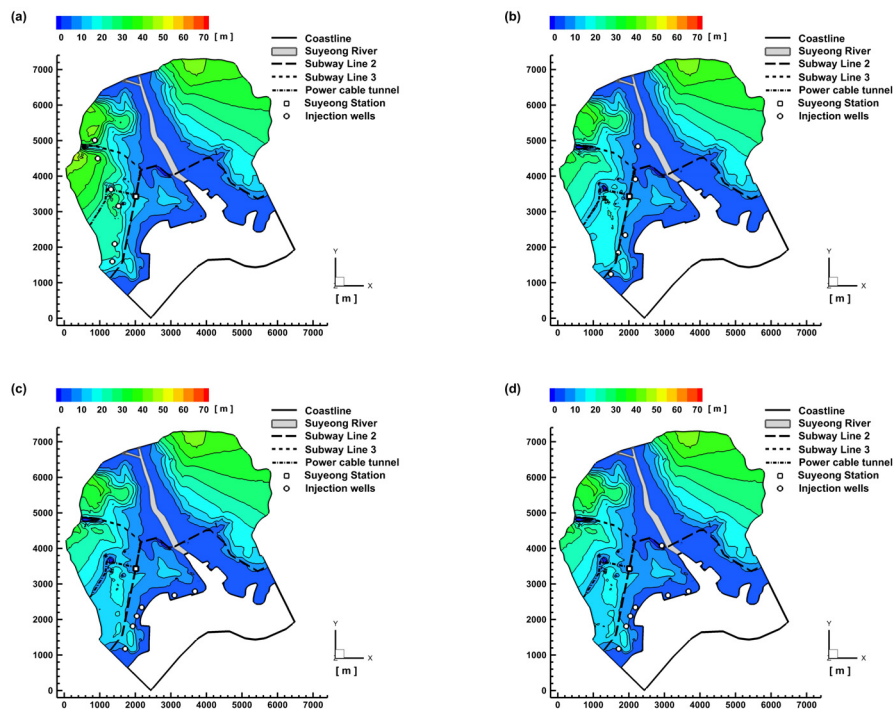 (a)
0 10 20 30 40 50 60 70 [ m ]
Coastline
Suyeong River
Subway Line 2
Subway Line 3
Power cable tunnel
Suyeong Station
Injection wells
7000
6000
5000
4000
3000
2000
1000
0
0 1000 2000 3000 4000 5000 6000 7000
Y
Z X
[ m ]
(b)
0 10 20 30 40 50 60 70 [ m ]
Coastline
Suyeong River
Subway Line 2
Subway Line 3
Power cable tunnel
Suyeong Station
Injection wells
7000
6000
5000
4000
3000
2000
1000
0
0 1000 2000 3000 4000 5000 6000 7000
Y
Z X
[ m ]
(c)
0 10 20 30 40 50 60 70 [ m ]
Coastline
Suyeong River
Subway Line 2
Subway Line 3
Power cable tunnel
Suyeong Station
Injection wells
7000
6000
5000
4000
3000
2000
1000
0
0 1000 2000 3000 4000 5000 6000 7000
Y
Z X
[ m ]
(d)
0 10 20 30 40 50 60 70 [ m ]
Coastline
Suyeong River
Subway Line 2
Subway Line 3
Power cable tunnel
Suyeong Station
Injection wells
7000
6000
5000
4000
3000
2000
1000
0
0 1000 2000 3000 4000 5000 6000 7000
Y
Z X
[ m ]